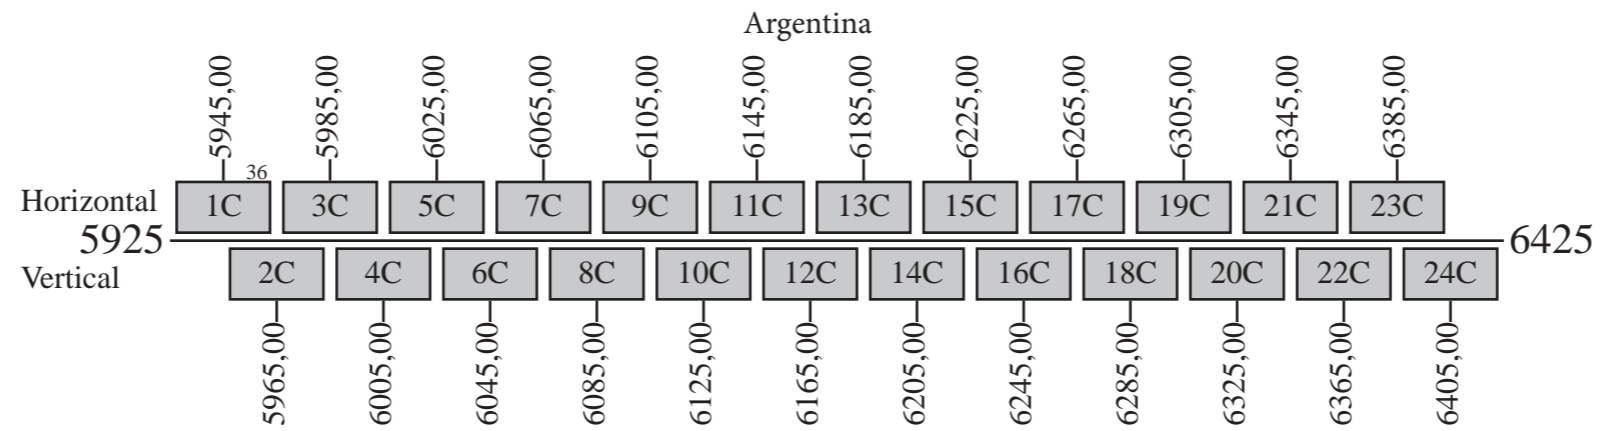 Argentina
5945,00 5985,00 6025,00 6065,00 6105,00 6145,00 6185,00 6225,00 6265,00 6305,00 6345,00 6385,00
36
Horizontal 1C 3C 5C 7C 9C 11C 13C 15C 17C 19C 21C 23C
5925 6425
Vertical 2C 4C 6C 8C 10C 12C 14C 16C 18C 20C 22C 24C
5965,00 6005,00 6045,00 6085,00 6125,00 6165,00 6205,00 6245,00 6285,00 6325,00 6365,00 6405,00